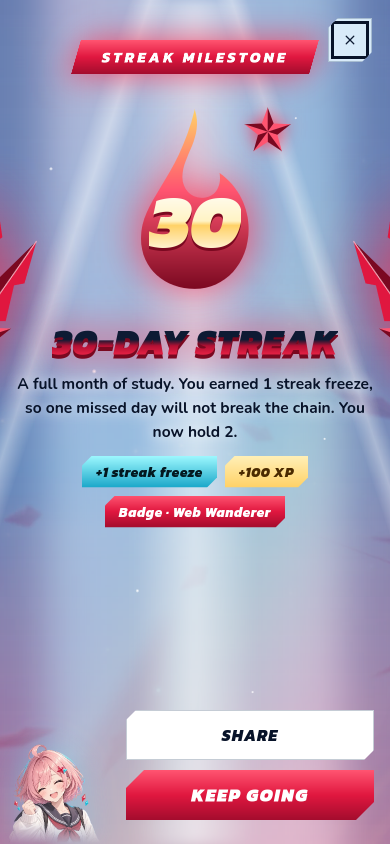 STREAK MILESTONE
×
30
30-DAY STREAK
A full month of study. You earned 1 streak freeze,
so one missed day will not break the chain. You
now hold 2.
+1 streak freeze
+100 XP
Badge · Web Wanderer
SHARE
KEEP GOING